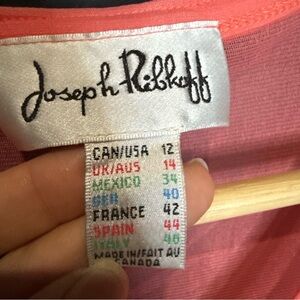 Joseph Ribkoff
CAN/USA 12
UK/AUS 14
MEXICO 34
GER 40
FRANCE 42
SPAIN 44
ITALY 46
MADE IN/FAIT AU
CANADA